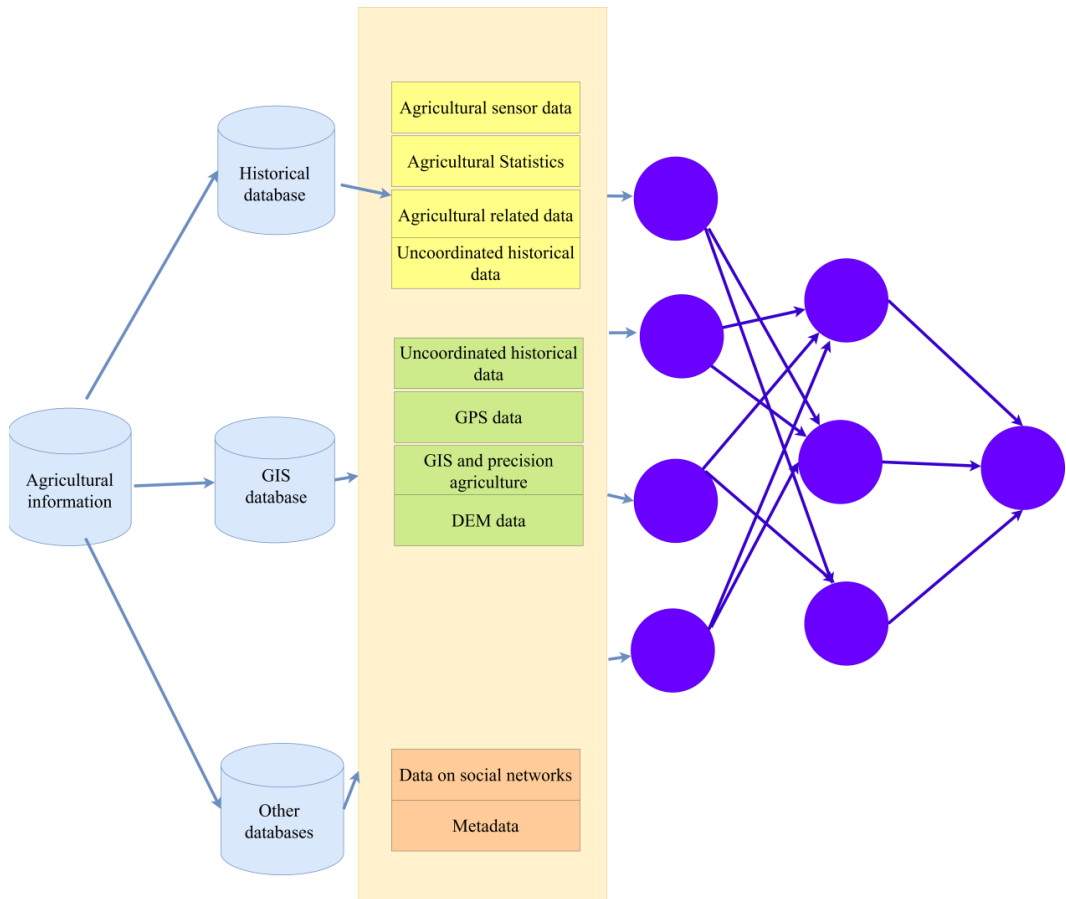 Agricultural
information
Historical
database
GIS
database
Other
databases
Agricultural sensor data
Agricultural Statistics
Agricultural related data
Uncoordinated historical
data
Uncoordinated historical
data
GPS data
GIS and precision
agriculture
DEM data
Data on social networks
Metadata